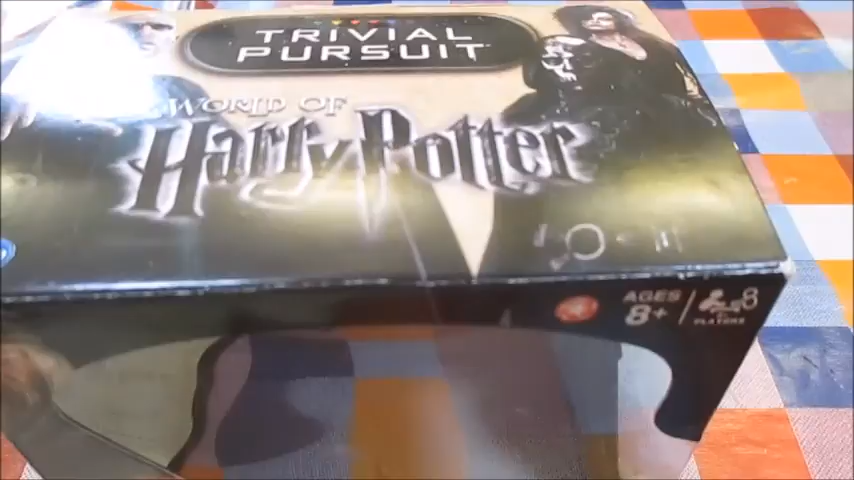 TRIVIAL
PURSUIT
WORLD OF
Harry Potter
AGES
8+
PLAYERS